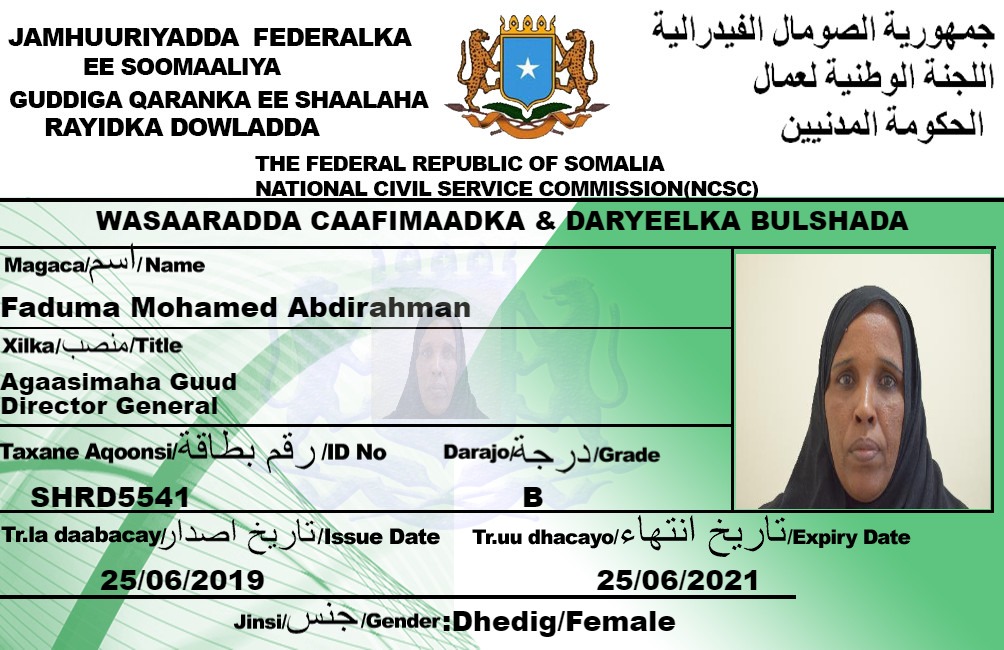 JAMHUURIYADDA FEDERALKA
EE SOOMAALIYA
GUDDIGA QARANKA EE SHAALAHA
RAYIDKA DOWLADDA
جمهورية الصومال الفيدرالية
اللجنة الوطنية لعمال
الحكومة المدنيين
THE FEDERAL REPUBLIC OF SOMALIA
NATIONAL CIVIL SERVICE COMMISSION(NCSC)
WASAARADDA CAAFIMAADKA & DARYEELKA BULSHADA
Magaca/اسم/Name
Faduma Mohamed Abdirahman
Xilka/منصب/Title
Agaasimaha Guud
Director General
Taxane Aqoonsi/رقم بطاقة/ID No
Darajo/درجة/Grade
SHRD5541
B
Tr.la daabacay/تاريخ اصدار/Issue Date
Tr.uu dhacayo/تاريخ انتهاء/Expiry Date
25/06/2019
25/06/2021
Jinsi/جنس/Gender:Dhedig/Female